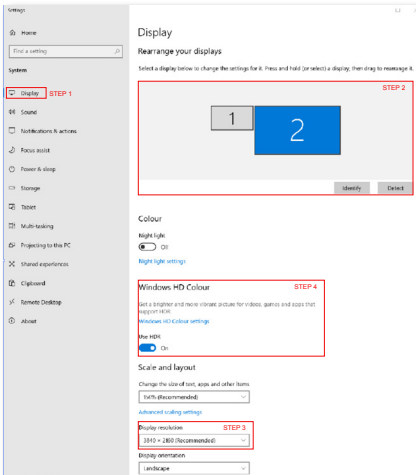 Settings
Home
Find a setting
System
Display
STEP 1
Sound
Notifications & actions
Focus assist
Power & sleep
Storage
Tablet
Multi-tasking
Projecting to this PC
Shared experiences
Clipboard
Remote Desktop
About
Display
Rearrange your displays
Select a display below to change the settings for it. Press and hold (or select) a display, then drag to rearrange it.
STEP 2
1
2
Identify
Detect
Colour
Night light
Off
Night light settings
Windows HD Colour
STEP 4
Get a brighter and more vibrant picture for videos, games and apps that
support HDR.
Windows HD Colour settings
Use HDR
On
Scale and layout
Change the size of text, apps and other items
(Recommended)
Advanced scaling settings
Display resolution
STEP 3
3840 × 2160 (Recommended)
Display orientation
Landscape